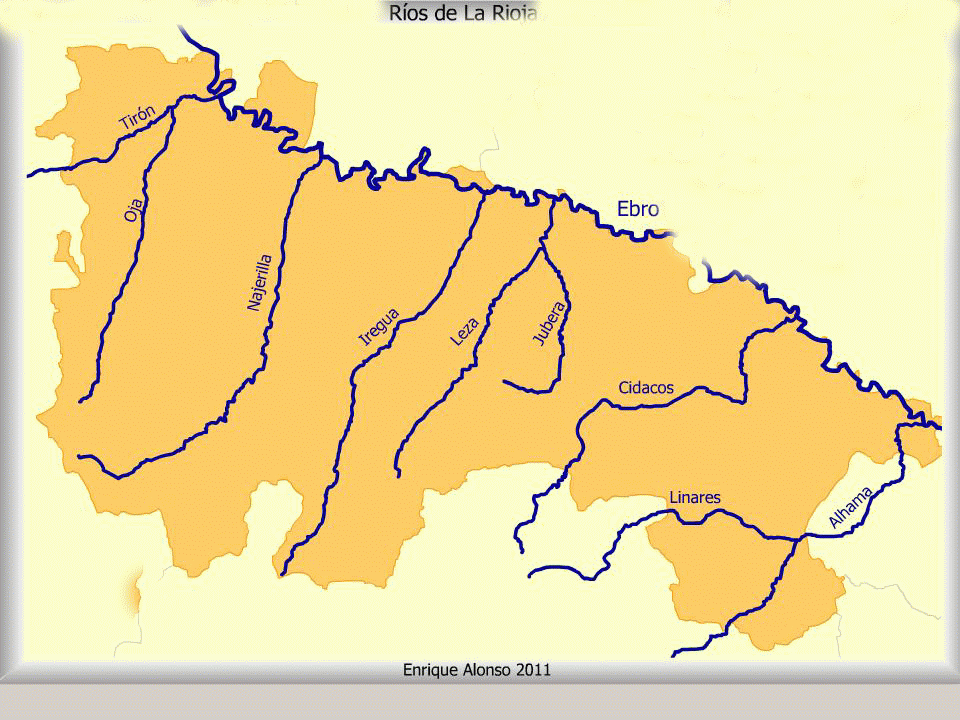 Ríos de La Rioja
Tirón
Oja
Najerilla
Iregua
Leza
Jubera
Ebro
Cidacos
Linares
Alhama
Enrique Alonso 2011